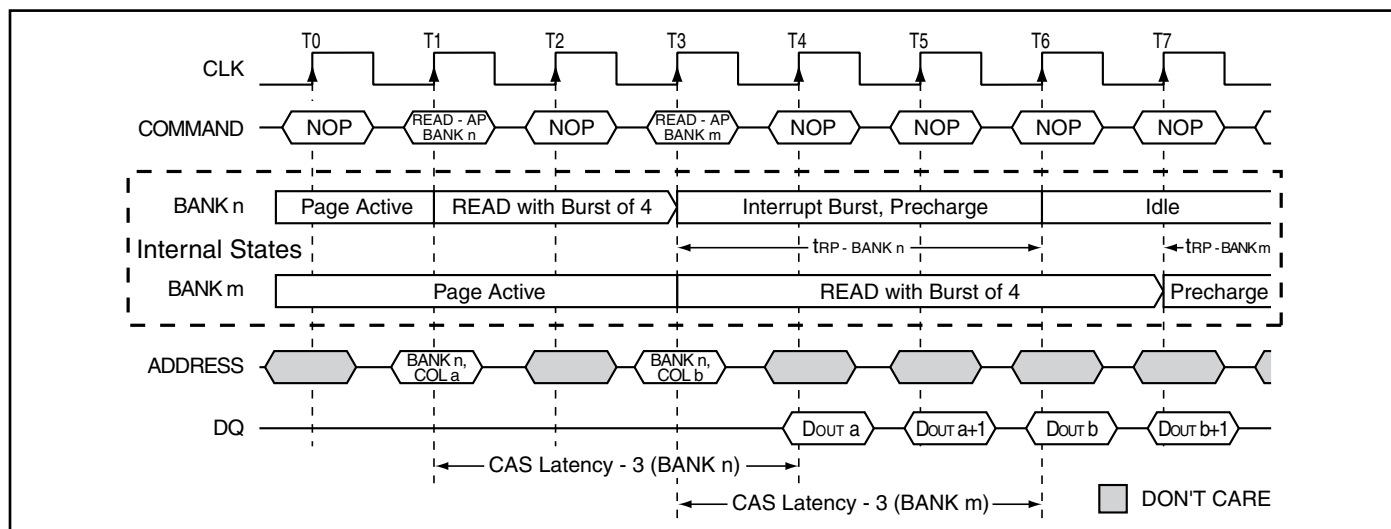 T0 T1 T2 T3 T4 T5 T6 T7
CLK
COMMAND NOP READ - AP BANK n NOP READ - AP BANK m NOP NOP NOP NOP
BANK n Page Active READ with Burst of 4 Interrupt Burst, Precharge Idle
Internal States tRP - BANK n tRP - BANK m
BANK m Page Active READ with Burst of 4 Precharge
ADDRESS BANK n, COL a BANK n, COL b
DQ DOUT a DOUT a+1 DOUT b DOUT b+1
CAS Latency - 3 (BANK n)
CAS Latency - 3 (BANK m) DON'T CARE